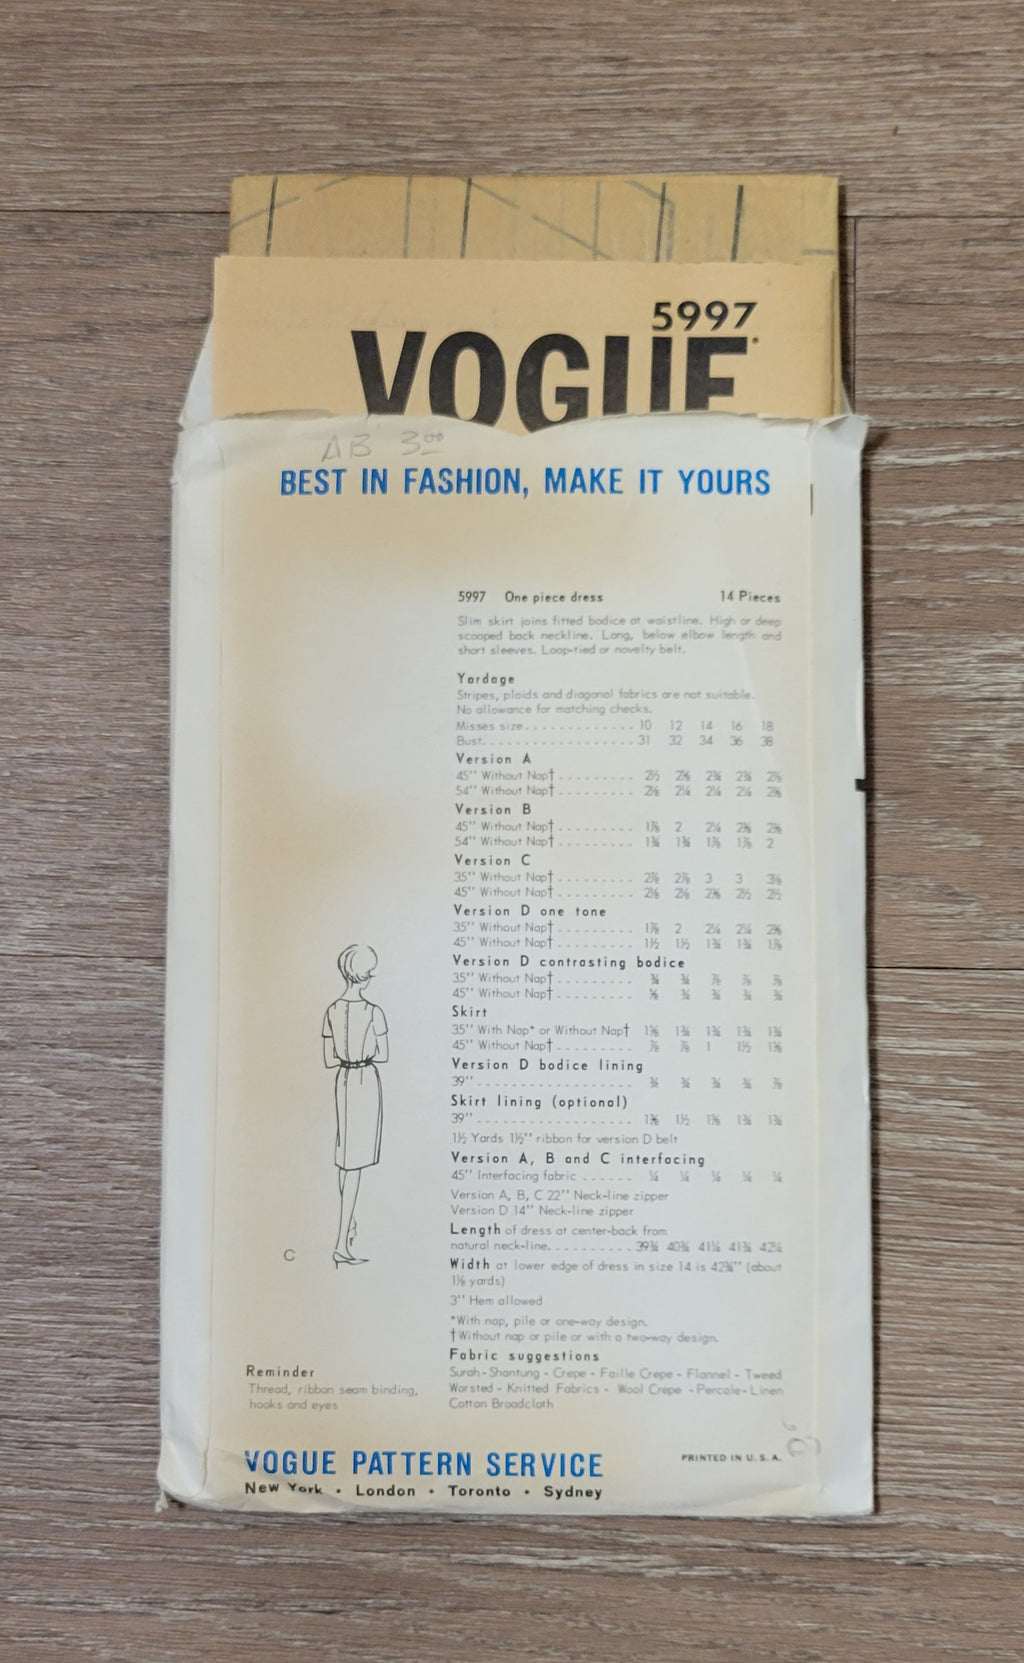 5997
VOGUE
AB 3.00
BEST IN FASHION, MAKE IT YOURS
5997 One piece dress 14 Pieces
Slim skirt joins fitted bodice at waistline. High or deep
scooped back neckline. Long, below elbow length and
short sleeves. Loop-tied or novelty belt.
Yardage
Stripes, plaids and diagonal fabrics are not suitable.
No allowance for matching checks.
Misses size 10 12 14 16 18
Bust 31 32 34 36 38
Version A
45" Without Nap†
54" Without Nap†
Version B
45" Without Nap†
54" Without Nap†
Version C
35" Without Nap†
45" Without Nap†
Version D one tone
35" Without Nap†
45" Without Nap†
Version D contrasting bodice
35" Without Nap†
45" Without Nap†
Skirt
35" With Nap* or Without Nap†
45" Without Nap†
Version D bodice lining
39"
Skirt lining (optional)
39"
1½ Yards 1½" ribbon for version D belt
Version A, B and C interfacing
45" Interfacing fabric
Version A, B, C 22" Neck-line zipper
Version D 14" Neck-line zipper
Length of dress at center-back from
natural neck-line
Width at lower edge of dress in size 14 is (about
yards)
3" Hem allowed
*With nap, pile or one-way design.
†Without nap or pile or with a two-way design.
Fabric suggestions
Surah - Shantung - Crepe - Faille Crepe - Flannel - Tweed
Worsted - Knitted Fabrics - Wool Crepe - Percale - Linen
Cotton Broadcloth
C
Reminder
Thread, ribbon seam binding,
hooks and eyes
VOGUE PATTERN SERVICE
PRINTED IN U. S. A.
New York • London • Toronto • Sydney